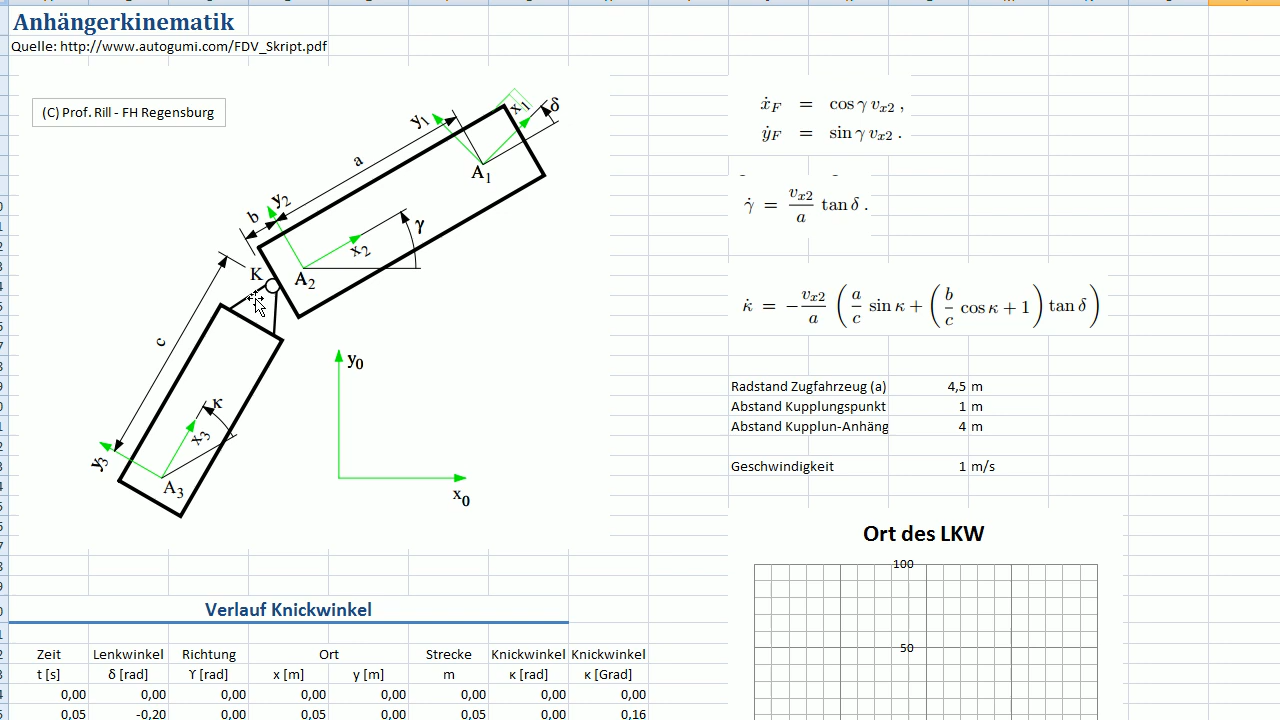 Anhängerkinematik
Quelle: http://www.autogumi.com/FDV_Skript.pdf
(C) Prof. Rill - FH Regensburg
y1
x1
δ
a
A1
b
y2
γ
x2
K
A2
c
κ
x3
y3
A3
y0
x0
ẋF = cos γ vx2 ,
ẏF = sin γ vx2 .
γ̇ = vx2/a tan δ .
κ̇ = − vx2/a ( a/c sin κ + ( b/c cos κ + 1 ) tan δ )
Radstand Zugfahrzeug (a) 4,5 m
Abstand Kupplungspunkt 1 m
Abstand Kupplun-Anhäng 4 m
Geschwindigkeit 1 m/s
Ort des LKW
100
50
Verlauf Knickwinkel
Zeit Lenkwinkel Richtung Ort Strecke Knickwinkel Knickwinkel
t [s] δ [rad] ϒ [rad] x [m] y [m] m κ [rad] κ [Grad]
0,00 0,00 0,00 0,00 0,00 0,00 0,00 0,00
0,05 -0,20 0,00 0,05 0,00 0,05 0,00 0,16